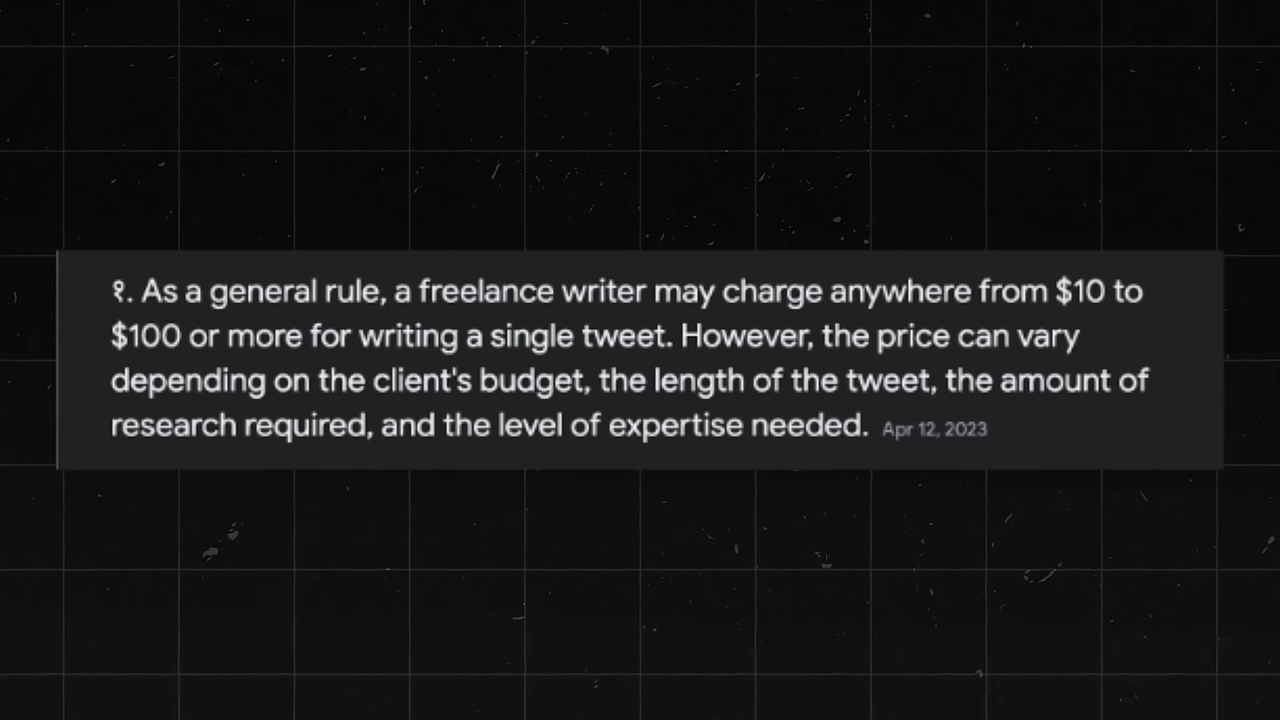 १. As a general rule, a freelance writer may charge anywhere from $10 to
$100 or more for writing a single tweet. However, the price can vary
depending on the client's budget, the length of the tweet, the amount of
research required, and the level of expertise needed. Apr 12, 2023